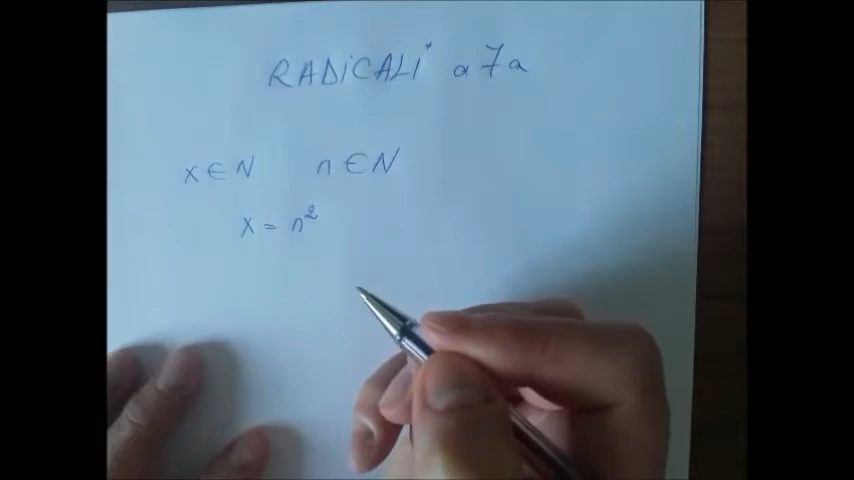 RADICALI a 7a
x ∈ N n ∈ N
x = n²